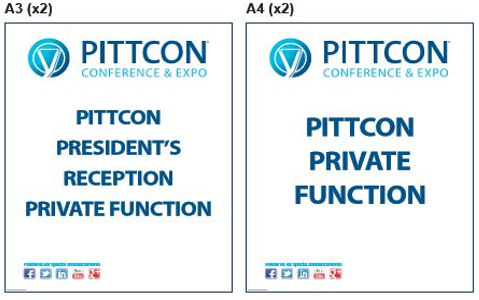 A3 (x2)
PITTCON
CONFERENCE & EXPO
PITTCON
PRESIDENT'S
RECEPTION
PRIVATE FUNCTION
A4 (x2)
PITTCON
CONFERENCE & EXPO
PITTCON
PRIVATE
FUNCTION